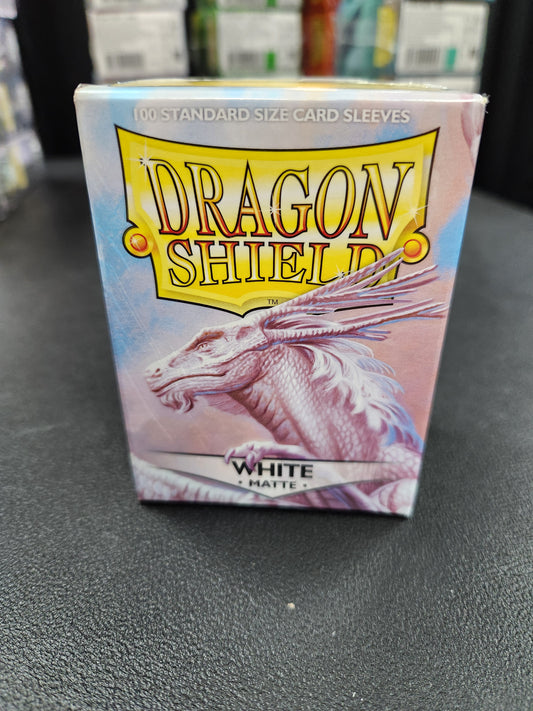 100 STANDARD SIZE CARD SLEEVES
DRAGON
SHIELD
TM
WHITE
• MATTE •